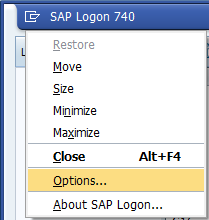 SAP Logon 740
Restore
Move
Size
Minimize
Maximize
Close Alt+F4
Options...
About SAP Logon...